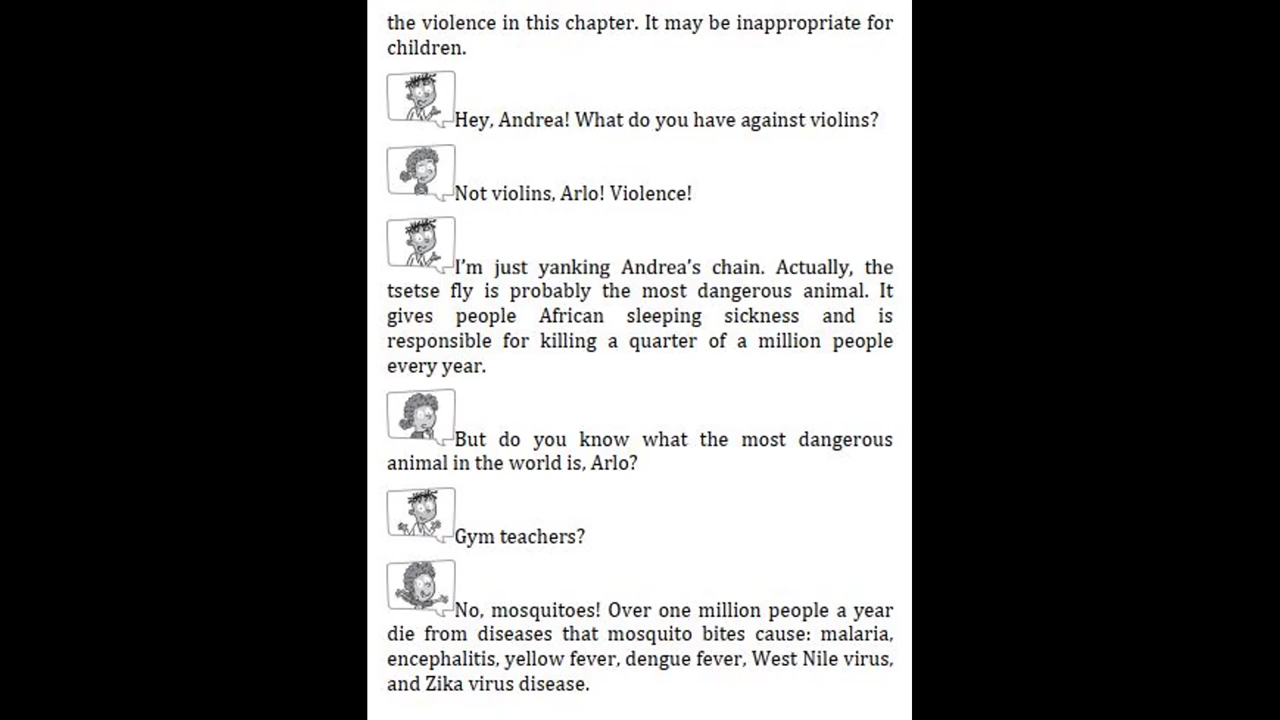 the violence in this chapter. It may be inappropriate for
children.
Hey, Andrea! What do you have against violins?
Not violins, Arlo! Violence!
I’m just yanking Andrea’s chain. Actually, the
tsetse fly is probably the most dangerous animal. It
gives people African sleeping sickness and is
responsible for killing a quarter of a million people
every year.
But do you know what the most dangerous
animal in the world is, Arlo?
Gym teachers?
No, mosquitoes! Over one million people a year
die from diseases that mosquito bites cause: malaria,
encephalitis, yellow fever, dengue fever, West Nile virus,
and Zika virus disease.